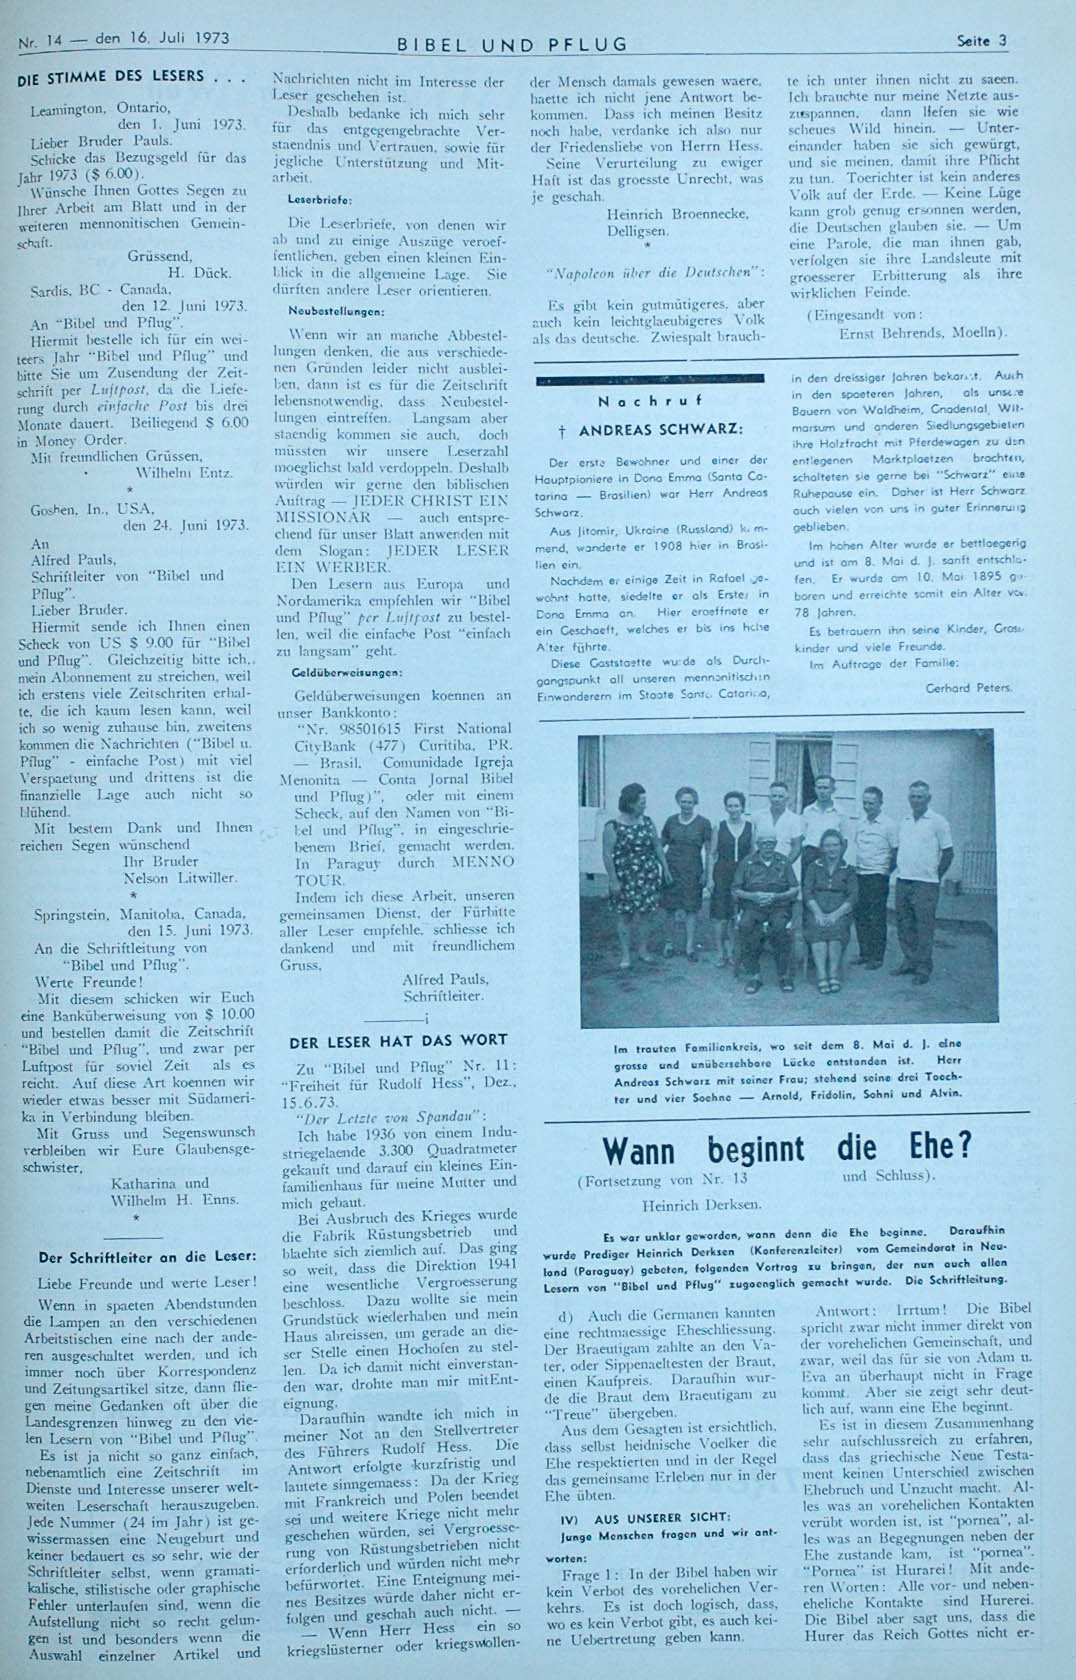 Nr. 14 — den 16. Juli 1973
BIBEL UND PFLUG
Seite 3
DIE STIMME DES LESERS . . .
Leamington, Ontario,
den 1. Juni 1973.
Lieber Bruder Pauls.
Schicke das Bezugsgeld für das
Jahr 1973 ($ 6.00).
Wünsche Ihnen Gottes Segen zu
Ihrer Arbeit am Blatt und in der
weiteren mennonitischen Gemein-
schaft.
Grüssend,
H. Dück.
Sardis, BC - Canada,
den 12. Juni 1973.
An "Bibel und Pflug".
Hiermit bestelle ich für ein wei-
teers Jahr "Bibel und Pflug" und
bitte Sie um Zusendung der Zeit-
schrift per Luftpost, da die Liefe-
rung durch einfache Post bis drei
Monate dauert. Beiliegend $ 6.00
in Money Order.
Mit freundlichen Grüssen,
Wilhelm Entz.
*
Goshen, In., USA,
den 24. Juni 1973.
An
Alfred Pauls,
Schriftleiter von "Bibel und
Pflug".
Lieber Bruder.
Hiermit sende ich Ihnen einen
Scheck von US $ 9.00 für "Bibel
und Pflug". Gleichzeitig bitte ich,
mein Abonnement zu streichen, weil
ich erstens viele Zeitschriten erhal-
te, die ich kaum lesen kann, weil
ich so wenig zuhause bin, zweitens
kommen die Nachrichten ("Bibel u.
Pflug" - einfache Post) mit viel
Verspaetung und drittens ist die
finanzielle Lage auch nicht so
blühend.
Mit bestem Dank und Ihnen
reichen Segen wünschend
Ihr Bruder
Nelson Litwiller.
*
Springstein, Manitoba, Canada,
den 15. Juni 1973.
An die Schriftleitung von
"Bibel und Pflug".
Werte Freunde!
Mit diesem schicken wir Euch
eine Banküberweisung von $ 10.00
und bestellen damit die Zeitschrift
"Bibel und Pflug", und zwar per
Luftpost für soviel Zeit als es
reicht. Auf diese Art koennen wir
wieder etwas besser mit Südameri-
ka in Verbindung bleiben.
Mit Gruss und Segenswunsch
verbleiben wir Eure Glaubensge-
schwister,
Katharina und
Wilhelm H. Enns.
*
Der Schriftleiter an die Leser:
Liebe Freunde und werte Leser!
Wenn in spaeten Abendstunden
die Lampen an den verschiedenen
Arbeitstischen eine nach der ande-
ren ausgeschaltet werden, und ich
immer noch über Korrespondenz
und Zeitungsartikel sitze, dann flie-
gen meine Gedanken oft über die
Landesgrenzen hinweg zu den vie-
len Lesern von "Bibel und Pflug".
Es ist ja nicht so ganz einfach,
nebenamtlich eine Zeitschrift im
Dienste und Interesse unserer welt-
weiten Leserschaft herauszugeben.
Jede Nummer (24 im Jahr) ist ge-
wissermassen eine Neugeburt und
keiner bedauert es so sehr, wie der
Schriftleiter selbst, wenn gramati-
kalische, stilistische oder graphische
Fehler unterlaufen sind, wenn die
Aufstellung nicht so recht gelun-
gen ist und besonders wenn die
Auswahl einzelner Artikel und
Nachrichten nicht im Interesse der
Leser geschehen ist.
Deshalb bedanke ich mich sehr
für das entgegengebrachte Ver-
staendnis und Vertrauen, sowie für
jegliche Unterstützung und Mit-
arbeit.
Leserbriefe:
Die Leserbriefe, von denen wir
ab und zu einige Auszüge veroef-
fentlichen, geben einen kleinen Ein-
blick in die allgemeine Lage. Sie
dürften andere Leser orientieren.
Neubestellungen:
Wenn wir an manche Abbestel-
lungen denken, die aus verschiede-
nen Gründen leider nicht ausblei-
ben, dann ist es für die Zeitschrift
lebensnotwendig, dass Neubestel-
lungen eintreffen. Langsam aber
staendig kommen sie auch, doch
müssten wir unsere Leserzahl
moeglichst bald verdoppeln. Deshalb
würden wir gerne den biblischen
Auftrag — JEDER CHRIST EIN
MISSIONAR — auch entspre-
chend für unser Blatt anwenden mit
dem Slogan: JEDER LESER
EIN WERBER.
Den Lesern aus Europa und
Nordamerika empfehlen wir "Bibel
und Pflug" per Luftpost zu bestel-
len, weil die einfache Post "einfach
zu langsam" geht.
Geldüberweisungen:
Geldüberweisungen koennen an
unser Bankkonto:
"Nr. 98501615 First National
CityBank (477) Curitiba, PR.
— Brasil, Comunidade Igreja
Menonita — Conta Jornal Bibel
und Pflug)", oder mit einem
Scheck, auf den Namen von "Bi-
bel und Pflug", in eingeschrie-
benem Brief, gemacht werden.
In Paraguy durch MENNO
TOUR.
Indem ich diese Arbeit, unseren
gemeinsamen Dienst, der Fürbitte
aller Leser empfehle, schliesse ich
dankend und mit freundlichem
Gruss,
Alfred Pauls,
Schriftleiter.
DER LESER HAT DAS WORT
Zu "Bibel und Pflug" Nr. 11:
"Freiheit für Rudolf Hess", Dez.,
15.6.73.
"Der Letzte von Spandau":
Ich habe 1936 von einem Indu-
striegelaende 3.300 Quadratmeter
gekauft und darauf ein kleines Ein-
familienhaus für meine Mutter und
mich gebaut.
Bei Ausbruch des Krieges wurde
die Fabrik Rüstungsbetrieb und
blaehte sich ziemlich auf. Das ging
so weit, dass die Direktion 1941
eine wesentliche Vergroesserung
beschloss. Dazu wollte sie mein
Grundstück wiederhaben und mein
Haus abreissen, um gerade an die-
ser Stelle einen Hochofen zu stel-
len. Da ich damit nicht einverstan-
den war, drohte man mir mitEnt-
eignung.
Daraufhin wandte ich mich in
meiner Not an den Stellvertreter
des Führers Rudolf Hess. Die
Antwort erfolgte kurzfristig und
lautete sinngemaess: Da der Krieg
mit Frankreich und Polen beendet
sei und weitere Kriege nicht mehr
geschehen würden, sei Vergroesse-
rung von Rüstungsbetrieben nicht
erforderlich und würden nicht mehr
befürwortet. Eine Enteignung mei-
nes Besitzes würde daher nicht er-
folgen und geschah auch nicht. —
— Wenn Herr Hess ein so
kriegslüsterner oder kriegswollen-
der Mensch damals gewesen waere,
haette ich nicht jene Antwort be-
kommen. Dass ich meinen Besitz
noch habe, verdanke ich also nur
der Friedensliebe von Herrn Hess.
Seine Verurteilung zu ewiger
Haft ist das groesste Unrecht, was
je geschah.
Heinrich Broennecke,
Delligsen.
*
"Napoleon über die Deutschen":
Es gibt kein gutmütigeres, aber
auch kein leichtglaeubigeres Volk
als das deutsche. Zwiespalt brauch-
te ich unter ihnen nicht zu saeen.
Ich brauchte nur meine Netzte aus-
zuspannen, dann liefen sie wie
scheues Wild hinein. — Unter-
einander haben sie sich gewürgt,
und sie meinen, damit ihre Pflicht
zu tun. Toerichter ist kein anderes
Volk auf der Erde. — Keine Lüge
kann grob genug ersonnen werden,
die Deutschen glauben sie. — Um
eine Parole, die man ihnen gab,
verfolgen sie ihre Landsleute mit
groesserer Erbitterung als ihre
wirklichen Feinde.
(Eingesandt von:
Ernst Behrends, Moelln).
Nachruf
† ANDREAS SCHWARZ:
Der erste Bewohner und einer der
Hauptpioniere in Dona Emma (Santa Ca-
tarina — Brasilien) war Herr Andreas
Schwarz.
Aus Jitomir, Ukraine (Russland) kom-
mend, wanderte er 1908 hier in Brasi-
lien ein.
Nachdem er einige Zeit in Rafael ge-
wohnt hatte, siedelte er als Erster in
Dona Emma an. Hier eroeffnete er
ein Geschaeft, welches er bis ins hohe
Alter führte.
Diese Gaststaette wurde als Durch-
gangspunkt all unseren mennonitischen
Einwanderern im Staate Santa Catarina,
in den dreissiger Jahren bekannt. Auch
in den spaeteren Jahren, als unsere
Bauern von Waldheim, Gnadental, Wit-
marsum und anderen Siedlungsgebieten
ihre Holzfracht mit Pferdewagen zu den
entlegenen Marktplaetzen brachten,
schalteten sie gerne bei "Schwarz" eine
Ruhepause ein. Daher ist Herr Schwarz
auch vielen von uns in guter Erinnerung
geblieben.
Im hohen Alter wurde er bettlaegerig
und ist am 8. Mai d. J. sanft entschla-
fen. Er wurde am 10. Mai 1895 ge-
boren und erreichte somit ein Alter von
78 Jahren.
Es betrauern ihn seine Kinder, Gross-
kinder und viele Freunde.
Im Auftrage der Familie:
Gerhard Peters.
Im trauten Familienkreis, wo seit dem 8. Mai d. J. eine
grosse und unübersehbare Lücke entstanden ist. Herr
Andreas Schwarz mit seiner Frau; stehend seine drei Toech-
ter und vier Soehne — Arnold, Fridolin, Sohni und Alvin.
Wann beginnt die Ehe?
(Fortsetzung von Nr. 13 und Schluss).
Heinrich Derksen.
Es war unklar geworden, wann denn die Ehe beginne. Daraufhin
wurde Prediger Heinrich Derksen (Konferenzleiter) vom Gemeindarat in Neu-
land (Paraguay) gebeten, folgenden Vortrag zu bringen, der nun auch allen
Lesern von "Bibel und Pflug" zugaenglich gemacht wurde. Die Schriftleitung.
d) Auch die Germanen kannten
eine rechtmaessige Eheschliessung.
Der Braeutigam zahlte an den Va-
ter, oder Sippenaeltesten der Braut,
einen Kaufpreis. Daraufhin wur-
de die Braut dem Braeutigam zu
"Treue" übergeben.
Aus dem Gesagten ist ersichtlich,
dass selbst heidnische Voelker die
Ehe respektierten und in der Regel
das gemeinsame Erleben nur in der
Ehe übten.
IV) AUS UNSERER SICHT:
Junge Menschen fragen und wir ant-
worten:
Frage 1: In der Bibel haben wir
kein Verbot des vorehelichen Ver-
kehrs. Es ist doch logisch, dass,
wo es kein Verbot gibt, es auch kei-
ne Uebertretung geben kann.
Antwort: Irrtum! Die Bibel
spricht zwar nicht immer direkt von
der vorehelichen Gemeinschaft, und
zwar, weil das für sie von Adam u.
Eva an überhaupt nicht in Frage
kommt. Aber sie zeigt sehr deut-
lich auf, wann eine Ehe beginnt.
Es ist in diesem Zusammenhang
sehr aufschlussreich zu erfahren,
dass das griechische Neue Testa-
ment keinen Unterschied zwischen
Ehebruch und Unzucht macht. Al-
les was an vorehelichen Kontakten
verübt worden ist, ist "pornea", al-
les was an Begegnungen neben der
Ehe zustande kam, ist "pornea".
"Pornea" ist Hurarei! Mit ande-
ren Worten: Alle vor- und neben-
eheliche Kontakte sind Hurerei.
Die Bibel aber sagt uns, dass die
Hurer das Reich Gottes nicht er-